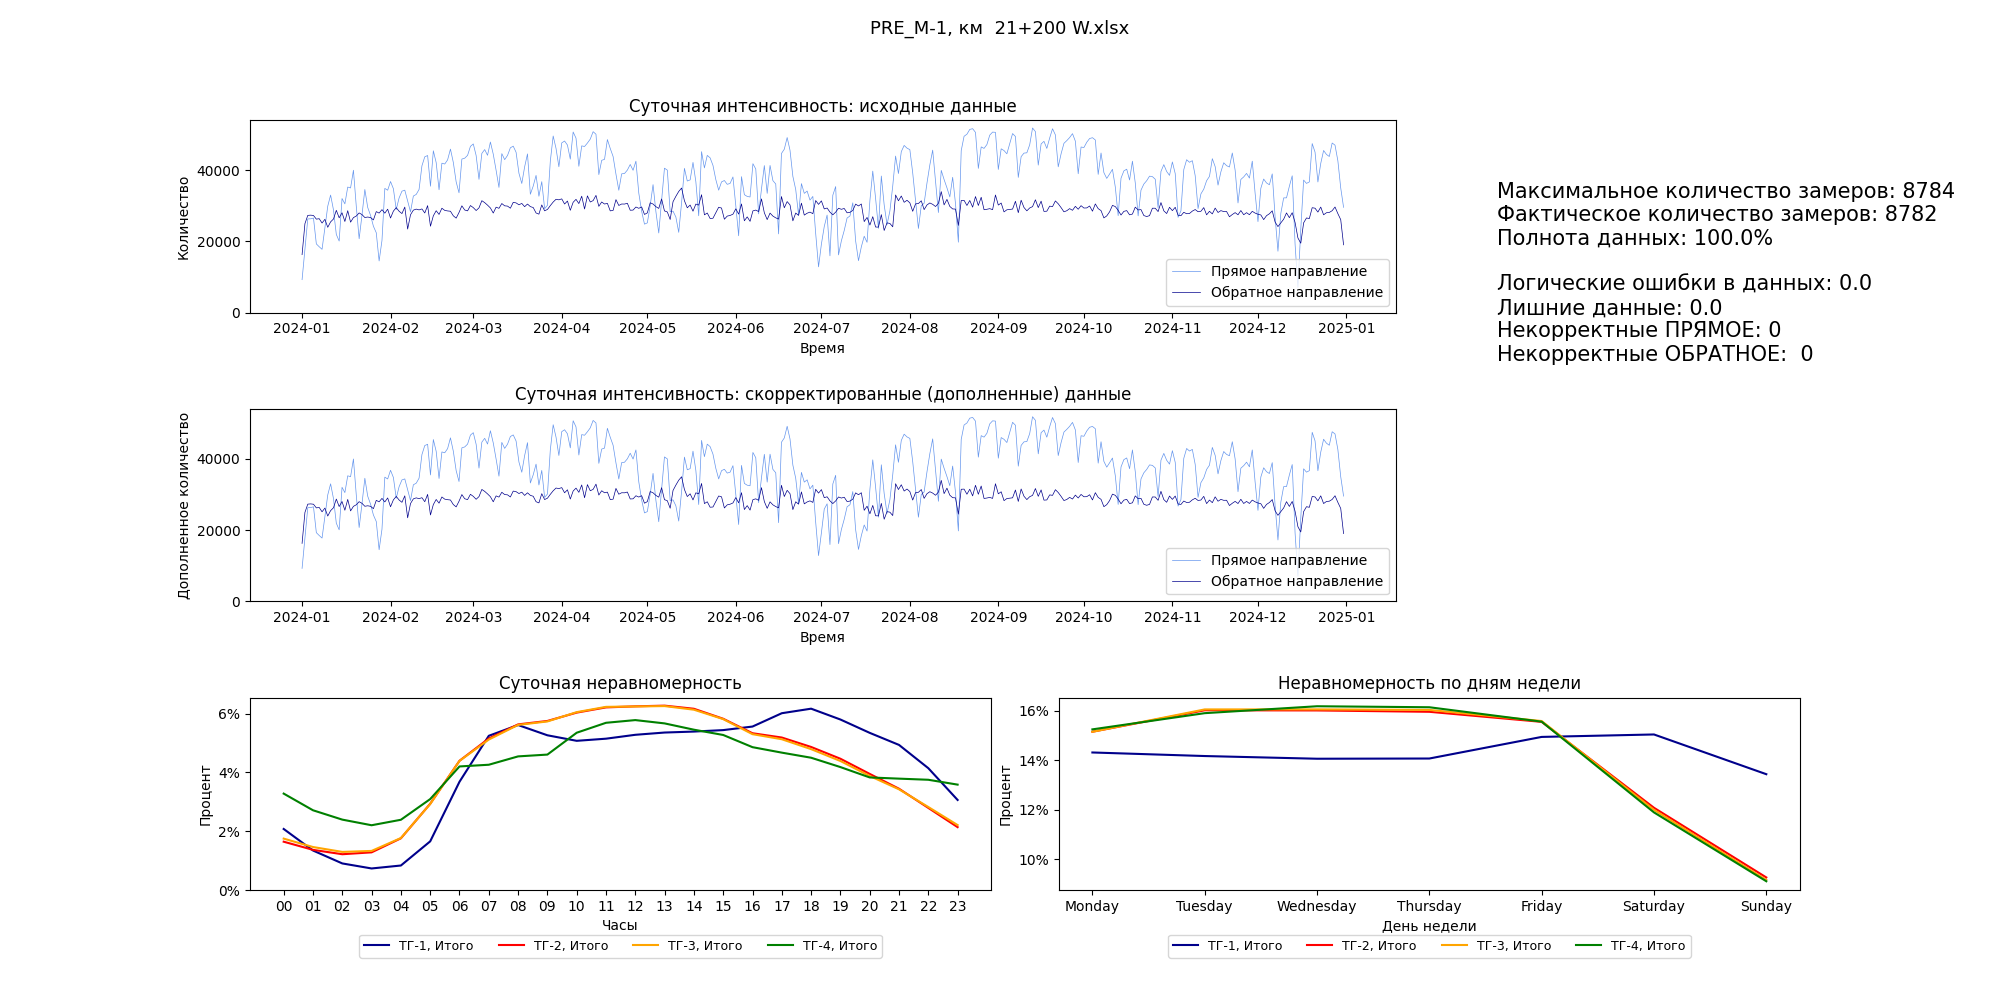 PRE_M-1, км  21+200 W.xlsx
Суточная интенсивность: исходные данные
Количество
40000
20000
0
Прямое направление
Обратное направление
2024-01 2024-02 2024-03 2024-04 2024-05 2024-06 2024-07 2024-08 2024-09 2024-10 2024-11 2024-12 2025-01
Время
Максимальное количество замеров: 8784
Фактическое количество замеров: 8782
Полнота данных: 100.0%
Логические ошибки в данных: 0.0
Лишние данные: 0.0
Некорректные ПРЯМОЕ: 0
Некорректные ОБРАТНОЕ:  0
Суточная интенсивность: скорректированные (дополненные) данные
Дополненное количество
40000
20000
0
Прямое направление
Обратное направление
2024-01 2024-02 2024-03 2024-04 2024-05 2024-06 2024-07 2024-08 2024-09 2024-10 2024-11 2024-12 2025-01
Время
Суточная неравномерность
Процент
6%
4%
2%
0%
00 01 02 03 04 05 06 07 08 09 10 11 12 13 14 15 16 17 18 19 20 21 22 23
Часы
ТГ-1, Итого ТГ-2, Итого ТГ-3, Итого ТГ-4, Итого
Неравномерность по дням недели
Процент
16%
14%
12%
10%
Monday Tuesday Wednesday Thursday Friday Saturday Sunday
День недели
ТГ-1, Итого ТГ-2, Итого ТГ-3, Итого ТГ-4, Итого